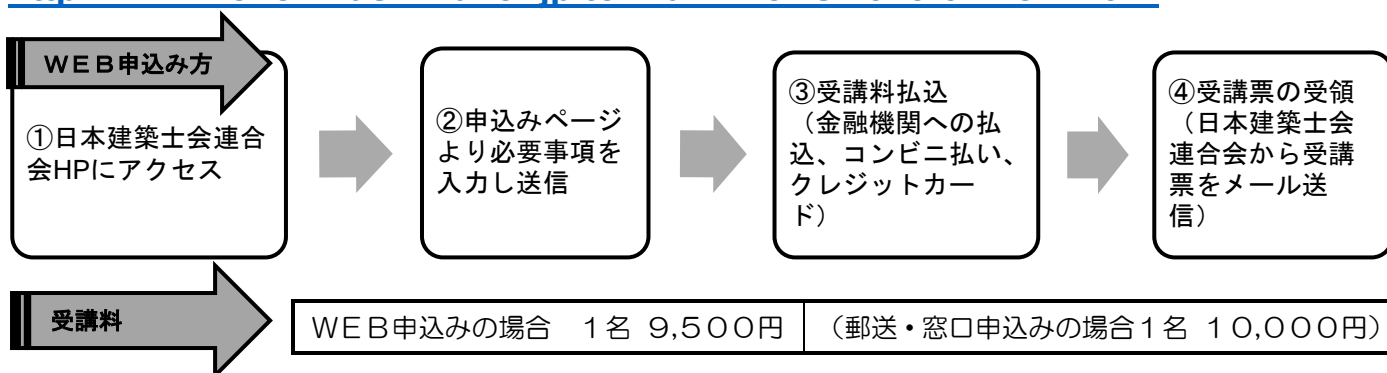 WEB申込み方
①日本建築士会連合
会HPにアクセス
②申込みページ
より必要事項を
入力し送信
③受講料払込
（金融機関への払
込、コンビニ払い、
クレジットカー
ド）
④受講票の受領
（日本建築士会
連合会から受講
票をメール送
信）
受講料
WEB申込みの場合　1名 9,500円
（郵送・窓口申込みの場合1名 10,000円）